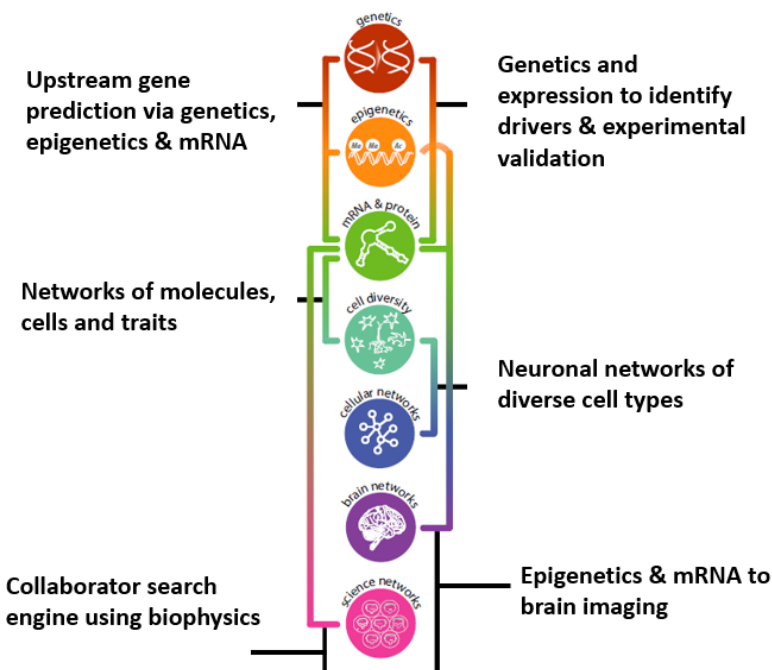 genetics
Upstream gene
prediction via genetics,
epigenetics & mRNA
Genetics and
expression to identify
drivers & experimental
validation
epigenetics
Me Me Ac
mRNA & protein
Networks of molecules,
cells and traits
cell diversity
Neuronal networks of
diverse cell types
cellular networks
brain networks
Collaborator search
engine using biophysics
Epigenetics & mRNA to
brain imaging
science networks